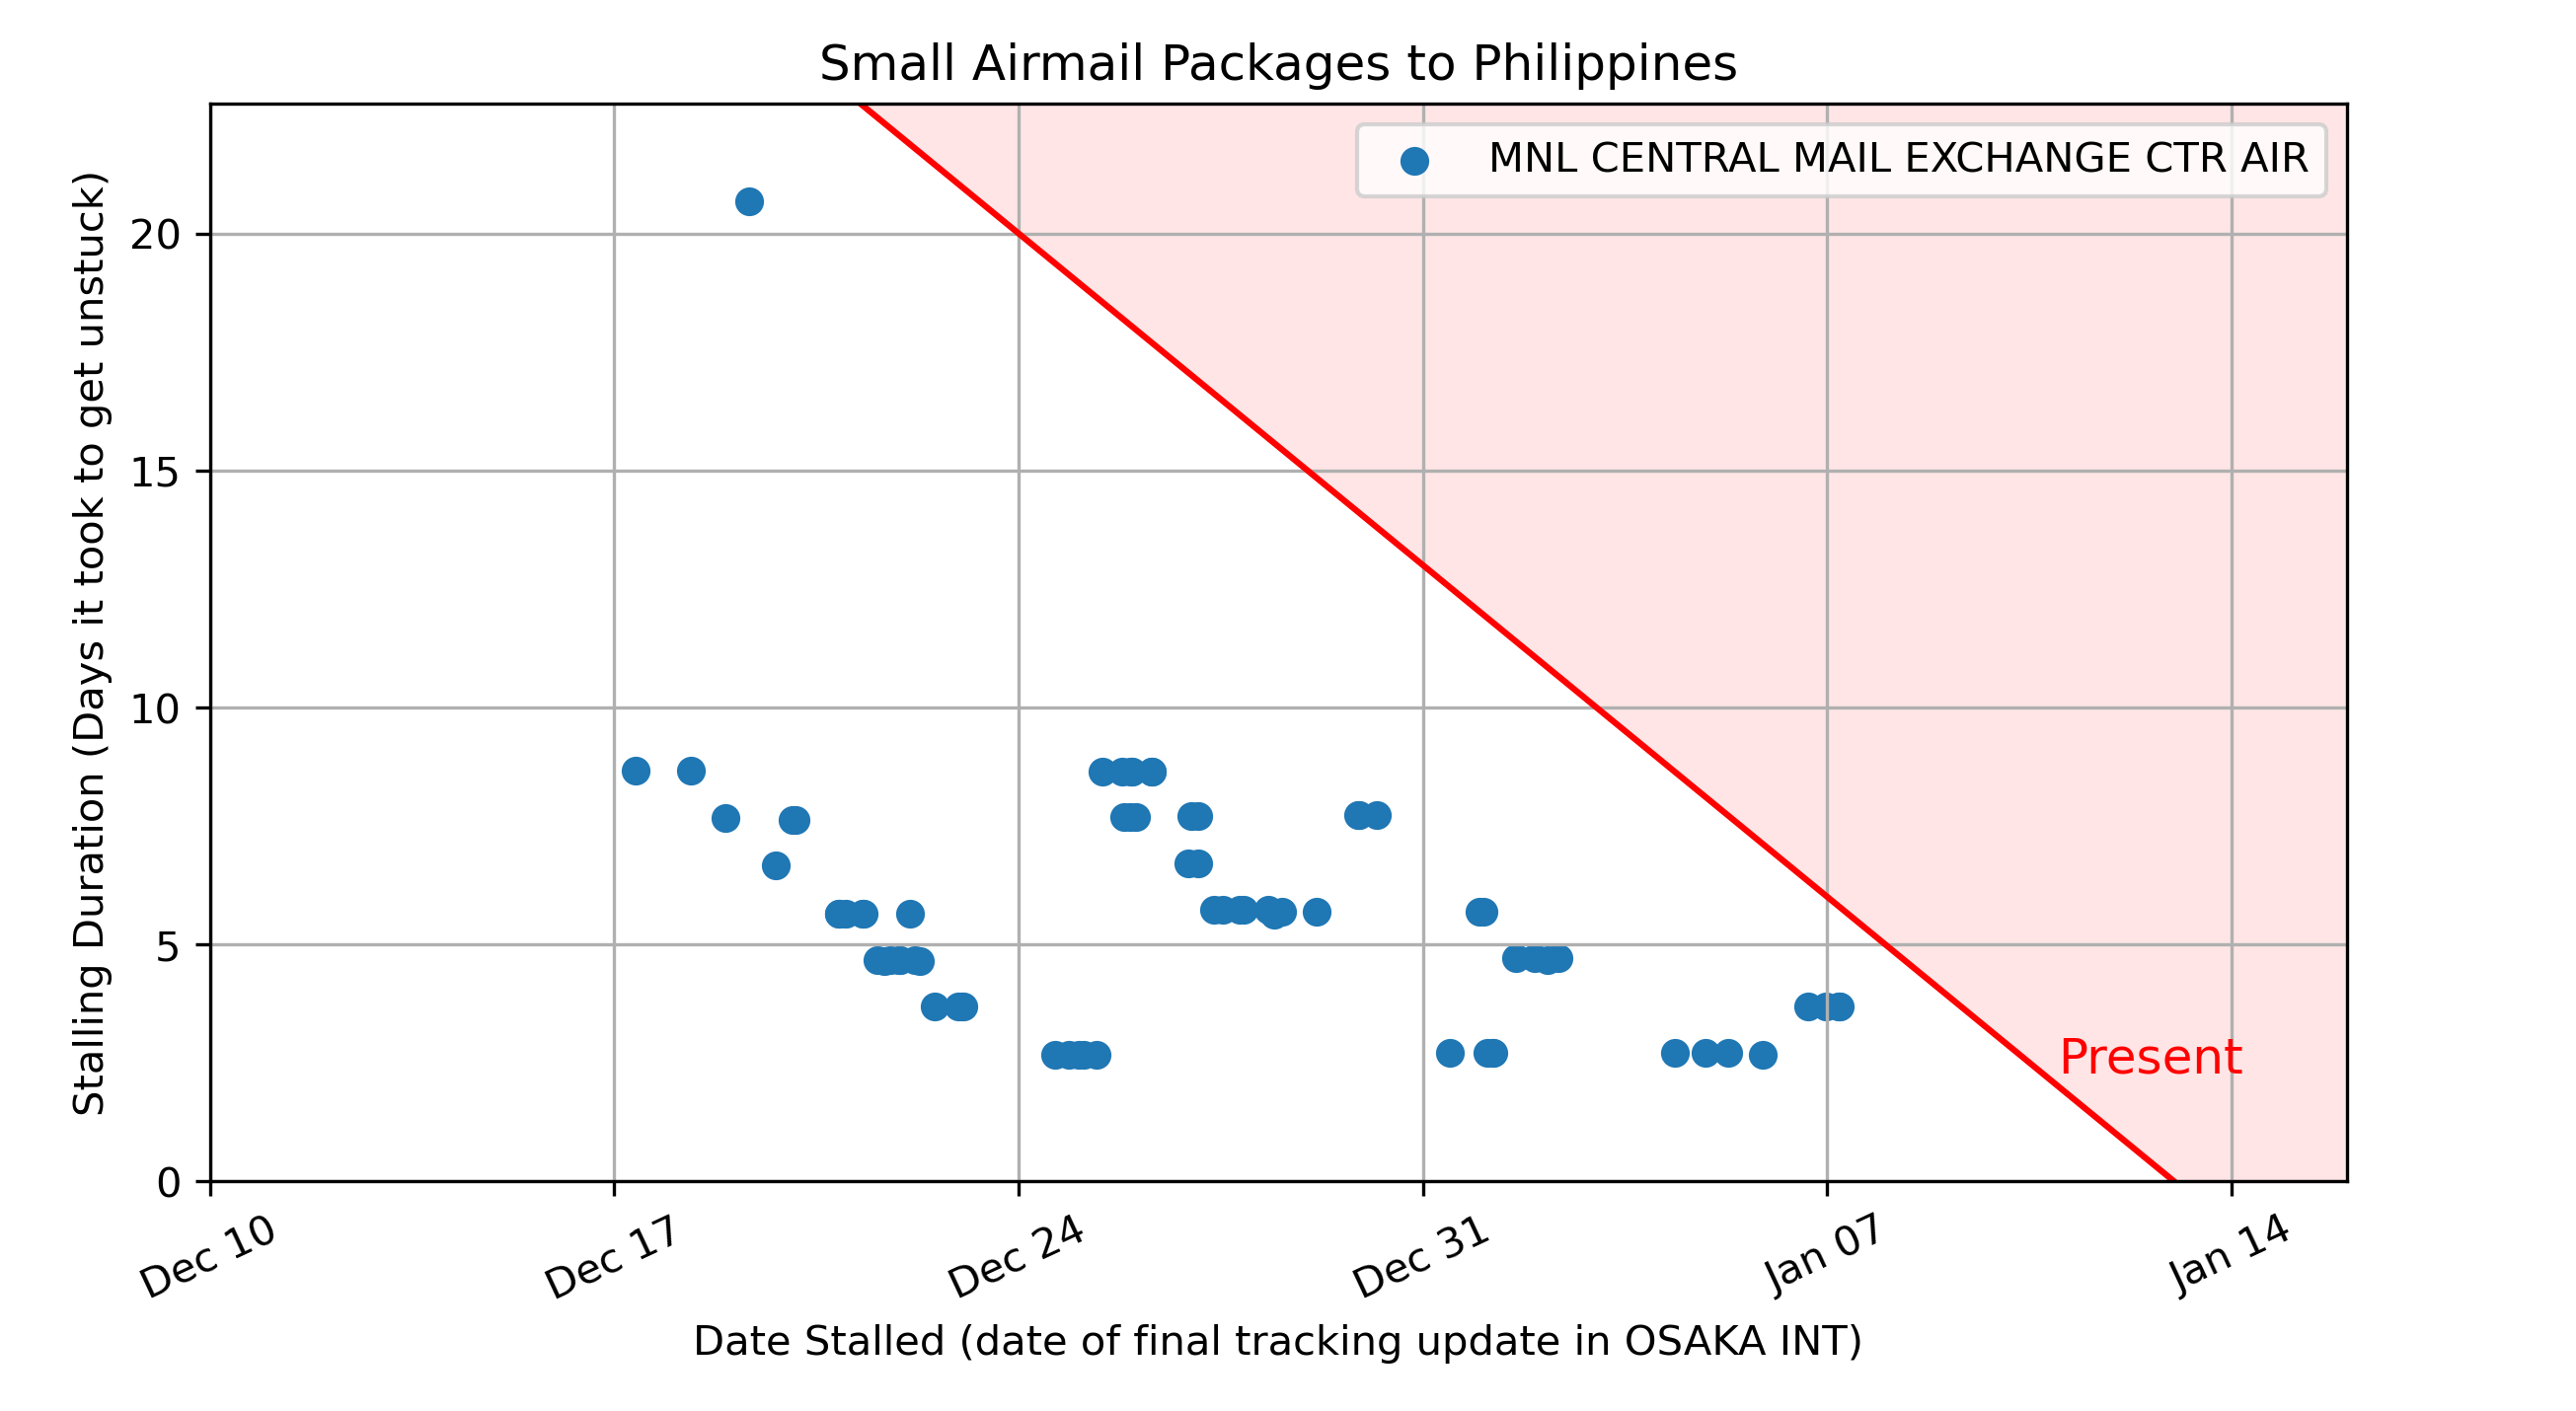 Small Airmail Packages to Philippines
MNL CENTRAL MAIL EXCHANGE CTR AIR
Stalling Duration (Days it took to get unstuck)
20
15
10
5
0
Present
Dec 10
Dec 17
Dec 24
Dec 31
Jan 07
Jan 14
Date Stalled (date of final tracking update in OSAKA INT)